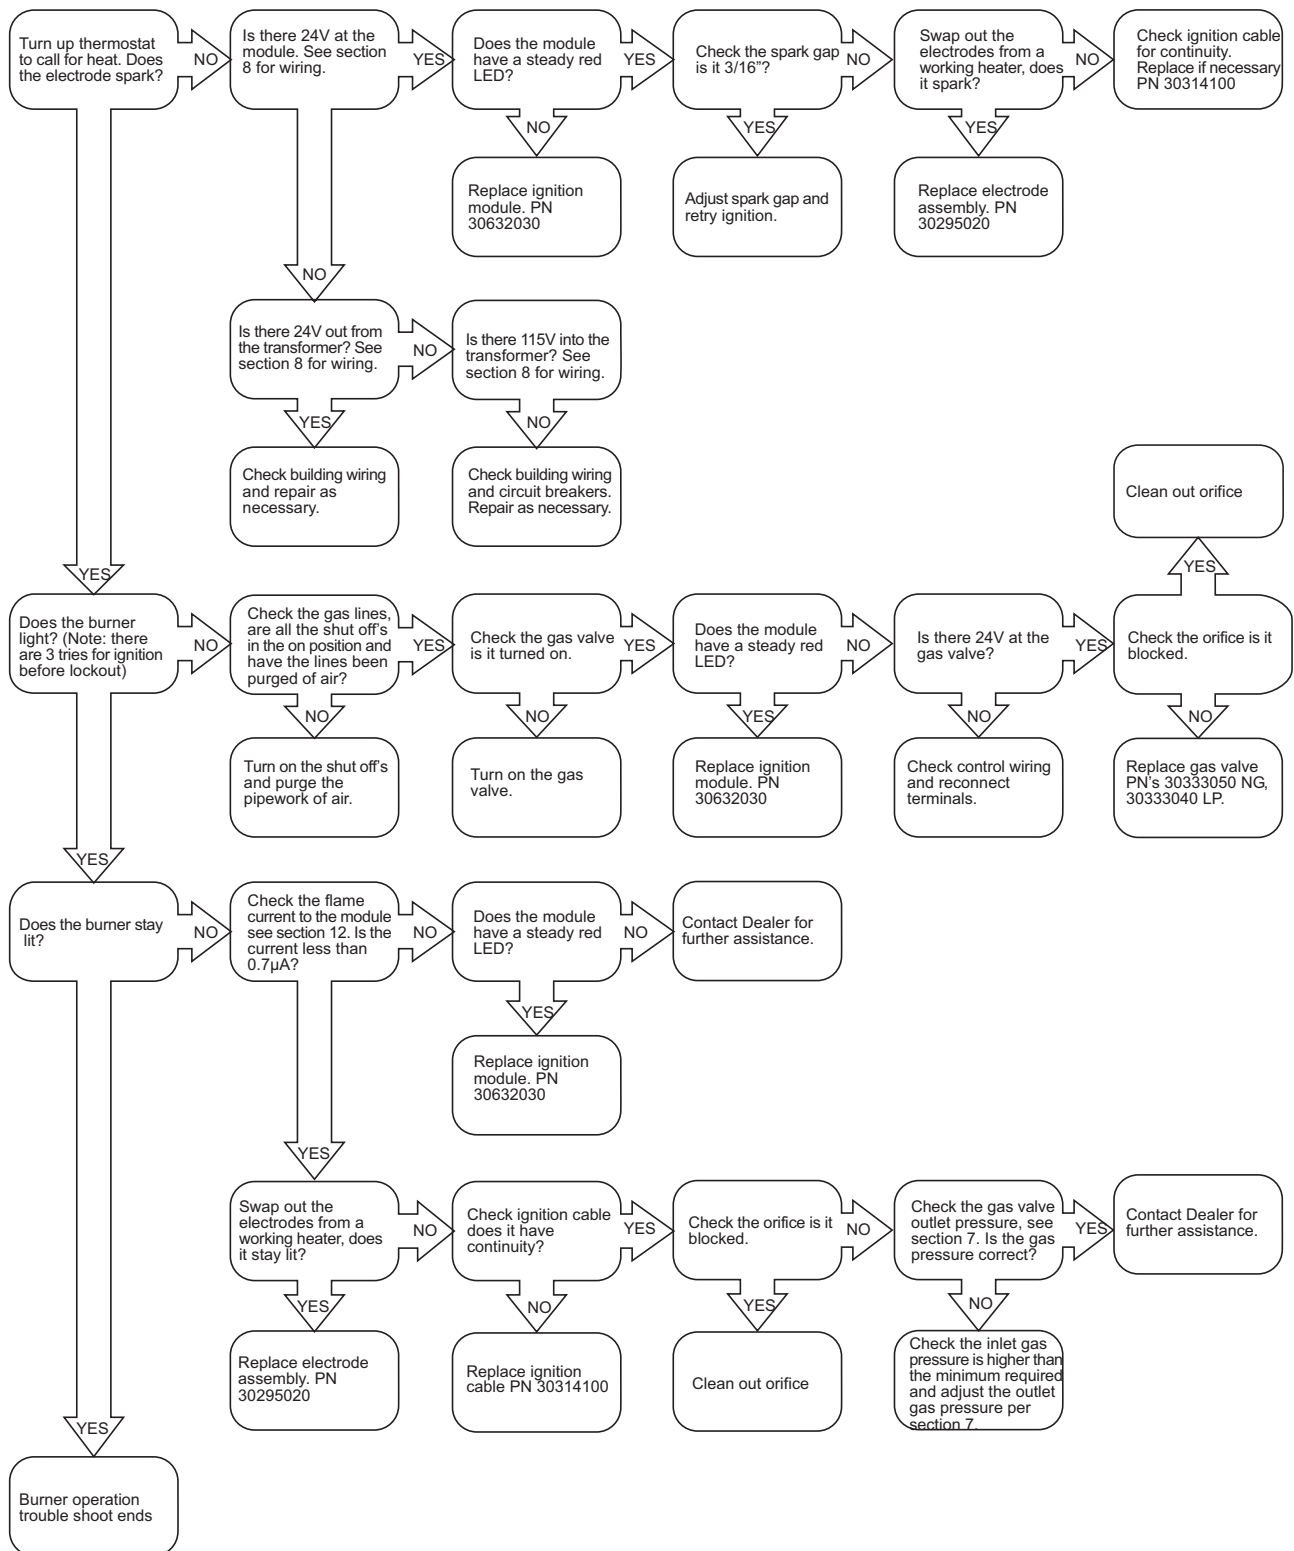 Turn up thermostat
to call for heat. Does
the electrode spark?
NO
Is there 24V at the
module. See section
8 for wiring.
YES
Does the module
have a steady red
LED?
YES
Check the spark gap
is it 3/16”?
NO
Swap out the
electrodes from a
working heater, does
it spark?
NO
Check ignition cable
for continuity.
Replace if necessary
PN 30314100
NO
YES
YES
Replace ignition
module. PN
30632030
Adjust spark gap and
retry ignition.
Replace electrode
assembly. PN
30295020
NO
Is there 24V out from
the transformer? See
section 8 for wiring.
NO
Is there 115V into the
transformer? See
section 8 for wiring.
YES
NO
Check building wiring
and repair as
necessary.
Check building wiring
and circuit breakers.
Repair as necessary.
Clean out orifice
YES
YES
Does the burner
light? (Note: there
are 3 tries for ignition
before lockout)
NO
Check the gas lines,
are all the shut off’s
in the on position and
have the lines been
purged of air?
YES
Check the gas valve
is it turned on.
YES
Does the module
have a steady red
LED?
NO
Is there 24V at the
gas valve?
YES
Check the orifice is it
blocked.
NO
NO
YES
NO
NO
Turn on the shut off’s
and purge the
pipework of air.
Turn on the gas
valve.
Replace ignition
module. PN
30632030
Check control wiring
and reconnect
terminals.
Replace gas valve
PN’s 30333050 NG,
30333040 LP.
YES
Does the burner stay
lit?
NO
Check the flame
current to the module
see section 12. Is the
current less than
0.7µA?
NO
Does the module
have a steady red
LED?
NO
Contact Dealer for
further assistance.
YES
Replace ignition
module. PN
30632030
YES
Swap out the
electrodes from a
working heater, does
it stay lit?
NO
Check ignition cable
does it have
continuity?
YES
Check the orifice is it
blocked.
NO
Check the gas valve
outlet pressure, see
section 7. Is the gas
pressure correct?
YES
Contact Dealer for
further assistance.
YES
NO
YES
NO
Replace electrode
assembly. PN
30295020
Replace ignition
cable PN 30314100
Clean out orifice
Check the inlet gas
pressure is higher than
the minimum required
and adjust the outlet
gas pressure per
section 7.
YES
Burner operation
trouble shoot ends